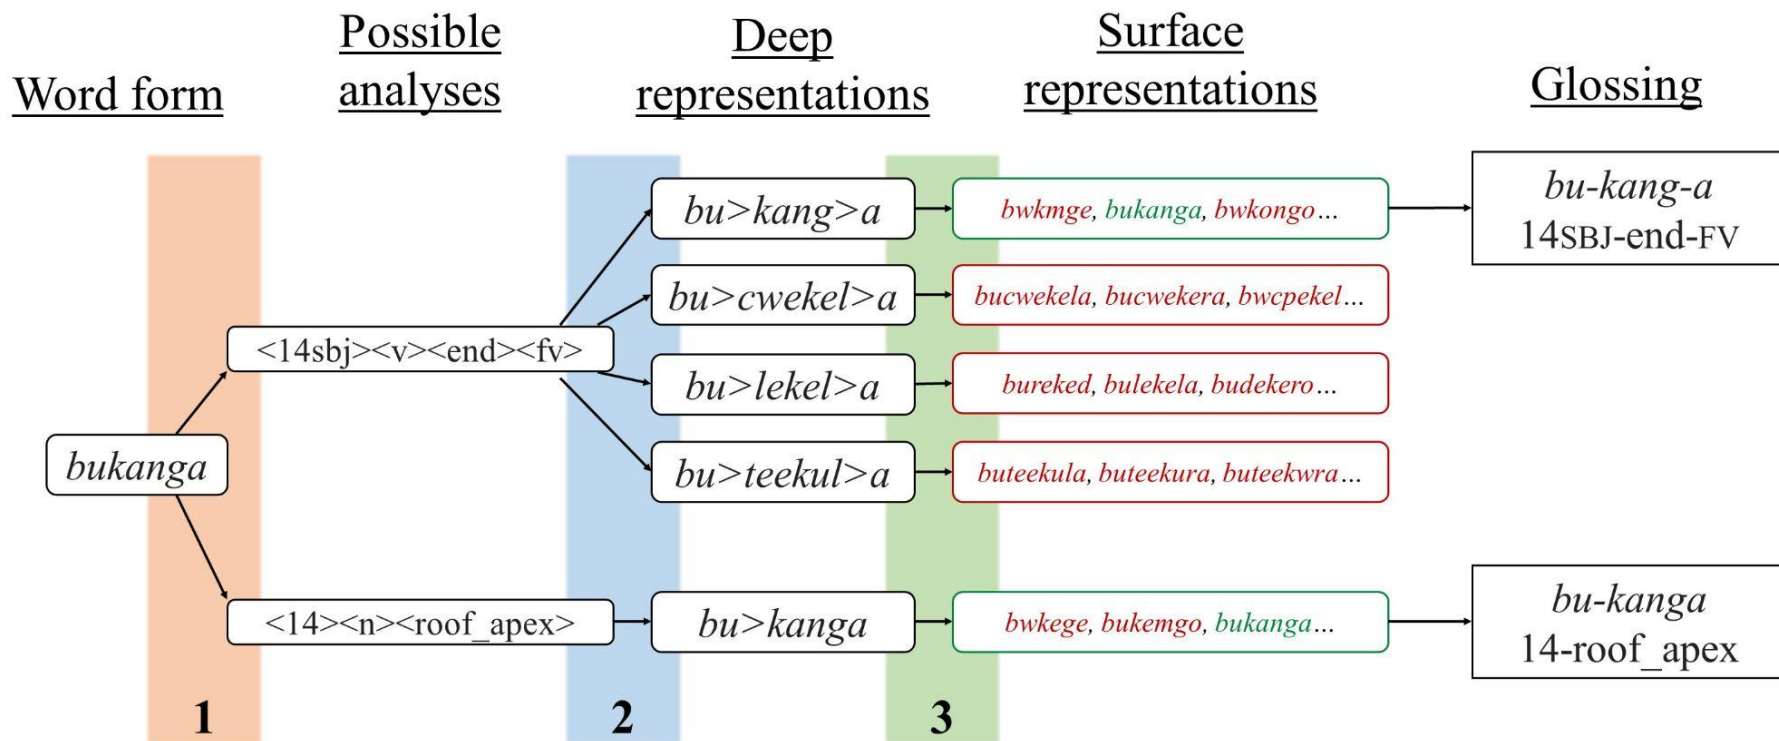 Word form
Possible
analyses
Deep
representations
Surface
representations
Glossing
bukanga
<14sbj><v><end><fv>
<14><n><roof_apex>
bu>kang>a
bu>cwekel>a
bu>lekel>a
bu>teekul>a
bu>kanga
bwkmge, bukanga, bwkongo...
bucwekela, bucwekera, bwcpekel...
bureked, bulekela, budekero...
buteekula, buteekura, buteekwra...
bwkege, bukemgo, bukanga...
bu-kang-a
14SBJ-end-FV
bu-kanga
14-roof_apex
1
2
3